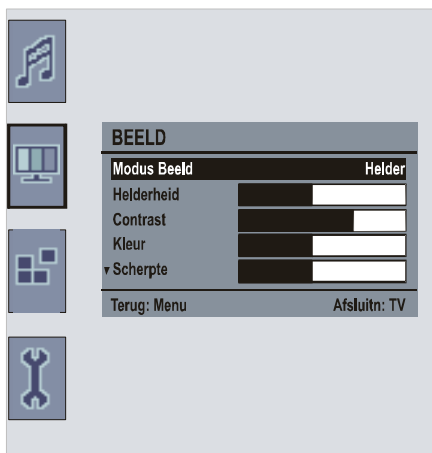 BEELD
Modus Beeld Helder
Helderheid
Contrast
Kleur
▼ Scherpte
Terug: Menu Afsluitn: TV